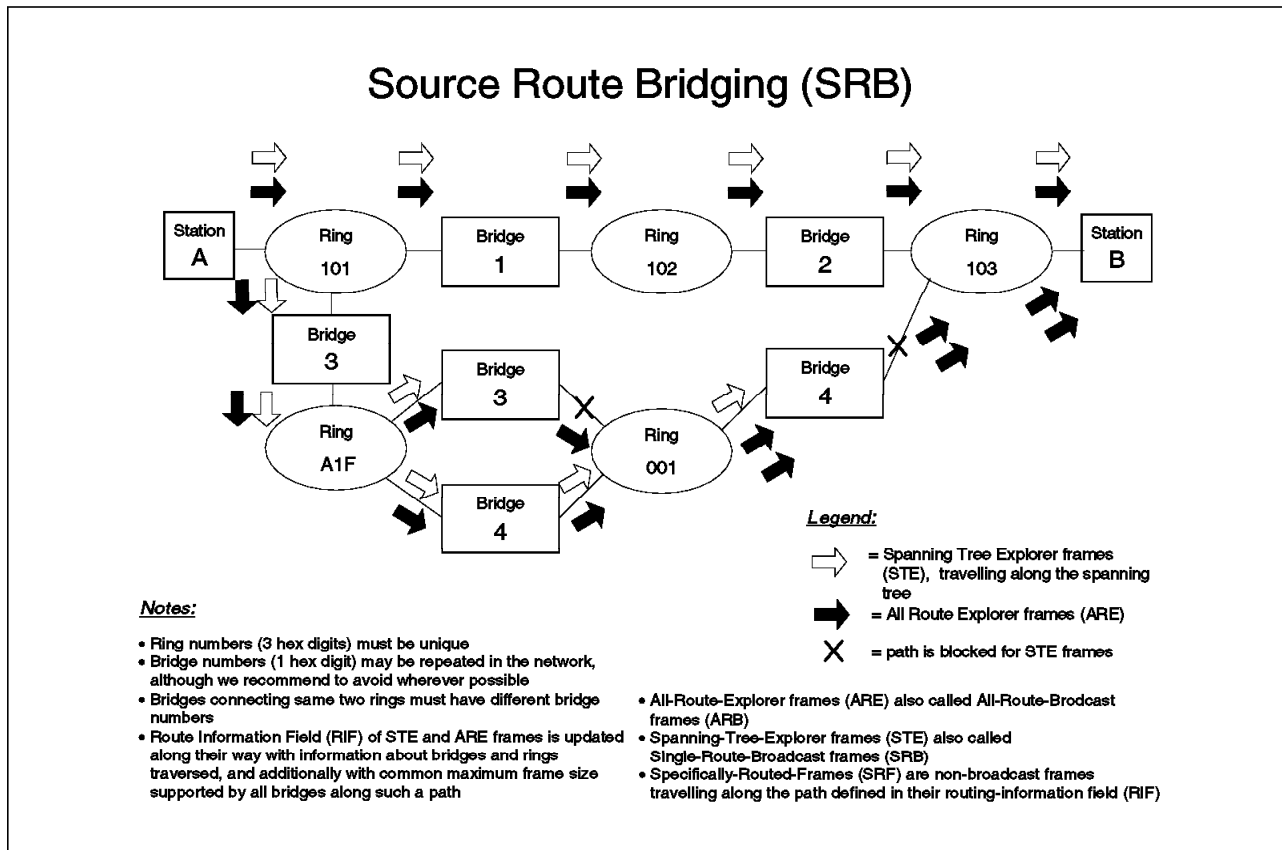 Source Route Bridging (SRB)
Station
A
Ring
101
Bridge
1
Ring
102
Bridge
2
Ring
103
Station
B
Bridge
3
Bridge
3
Bridge
4
Ring
A1F
Ring
001
Bridge
4
Legend:
= Spanning Tree Explorer frames
(STE), travelling along the spanning
tree
= All Route Explorer frames (ARE)
X = path is blocked for STE frames
Notes:
• Ring numbers (3 hex digits) must be unique
• Bridge numbers (1 hex digit) may be repeated in the network,
although we recommend to avoid wherever possible
• Bridges connecting same two rings must have different bridge
numbers
• Route Information Field (RIF) of STE and ARE frames is updated
along their way with information about bridges and rings
traversed, and additionally with common maximum frame size
supported by all bridges along such a path
• All-Route-Explorer frames (ARE) also called All-Route-Brodcast
frames (ARB)
• Spanning-Tree-Explorer frames (STE) also called
Single-Route-Broadcast frames (SRB)
• Specifically-Routed-Frames (SRF) are non-broadcast frames
travelling along the path defined in their routing-information field (RIF)